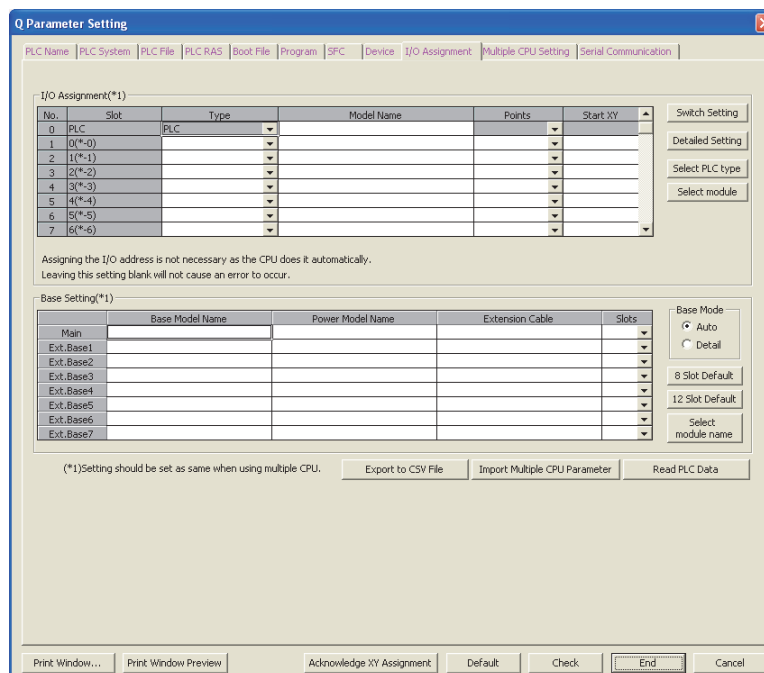 Q Parameter Setting
PLC Name PLC System PLC File PLC RAS Boot File Program SFC Device I/O Assignment Multiple CPU Setting Serial Communication
I/O Assignment(*1)
No. Slot Type Model Name Points Start XY
0 PLC PLC
1 0(*-0)
2 1(*-1)
3 2(*-2)
4 3(*-3)
5 4(*-4)
6 5(*-5)
7 6(*-6)
Switch Setting
Detailed Setting
Select PLC type
Select module
Assigning the I/O address is not necessary as the CPU does it automatically.
Leaving this setting blank will not cause an error to occur.
Base Setting(*1)
Base Model Name Power Model Name Extension Cable Slots
Main
Ext.Base1
Ext.Base2
Ext.Base3
Ext.Base4
Ext.Base5
Ext.Base6
Ext.Base7
Base Mode
Auto
Detail
8 Slot Default
12 Slot Default
Select
module name
(*1)Setting should be set as same when using multiple CPU.
Export to CSV File Import Multiple CPU Parameter Read PLC Data
Print Window... Print Window Preview Acknowledge XY Assignment Default Check End Cancel